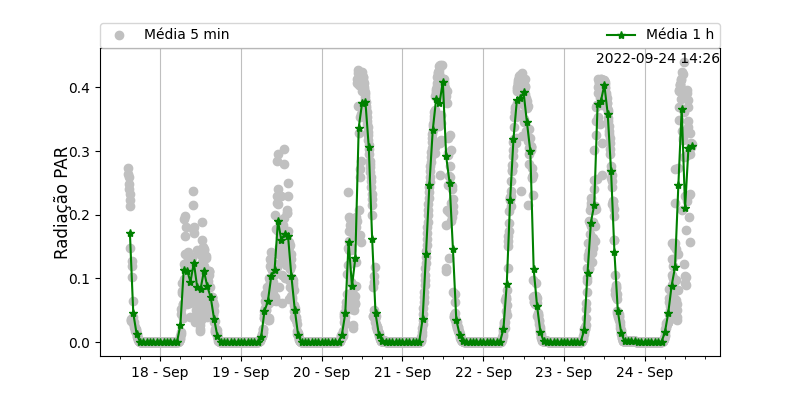 Média 5 min
Média 1 h
2022-09-24 14:26
Radiação PAR
0.4
0.3
0.2
0.1
0.0
18 - Sep
19 - Sep
20 - Sep
21 - Sep
22 - Sep
23 - Sep
24 - Sep